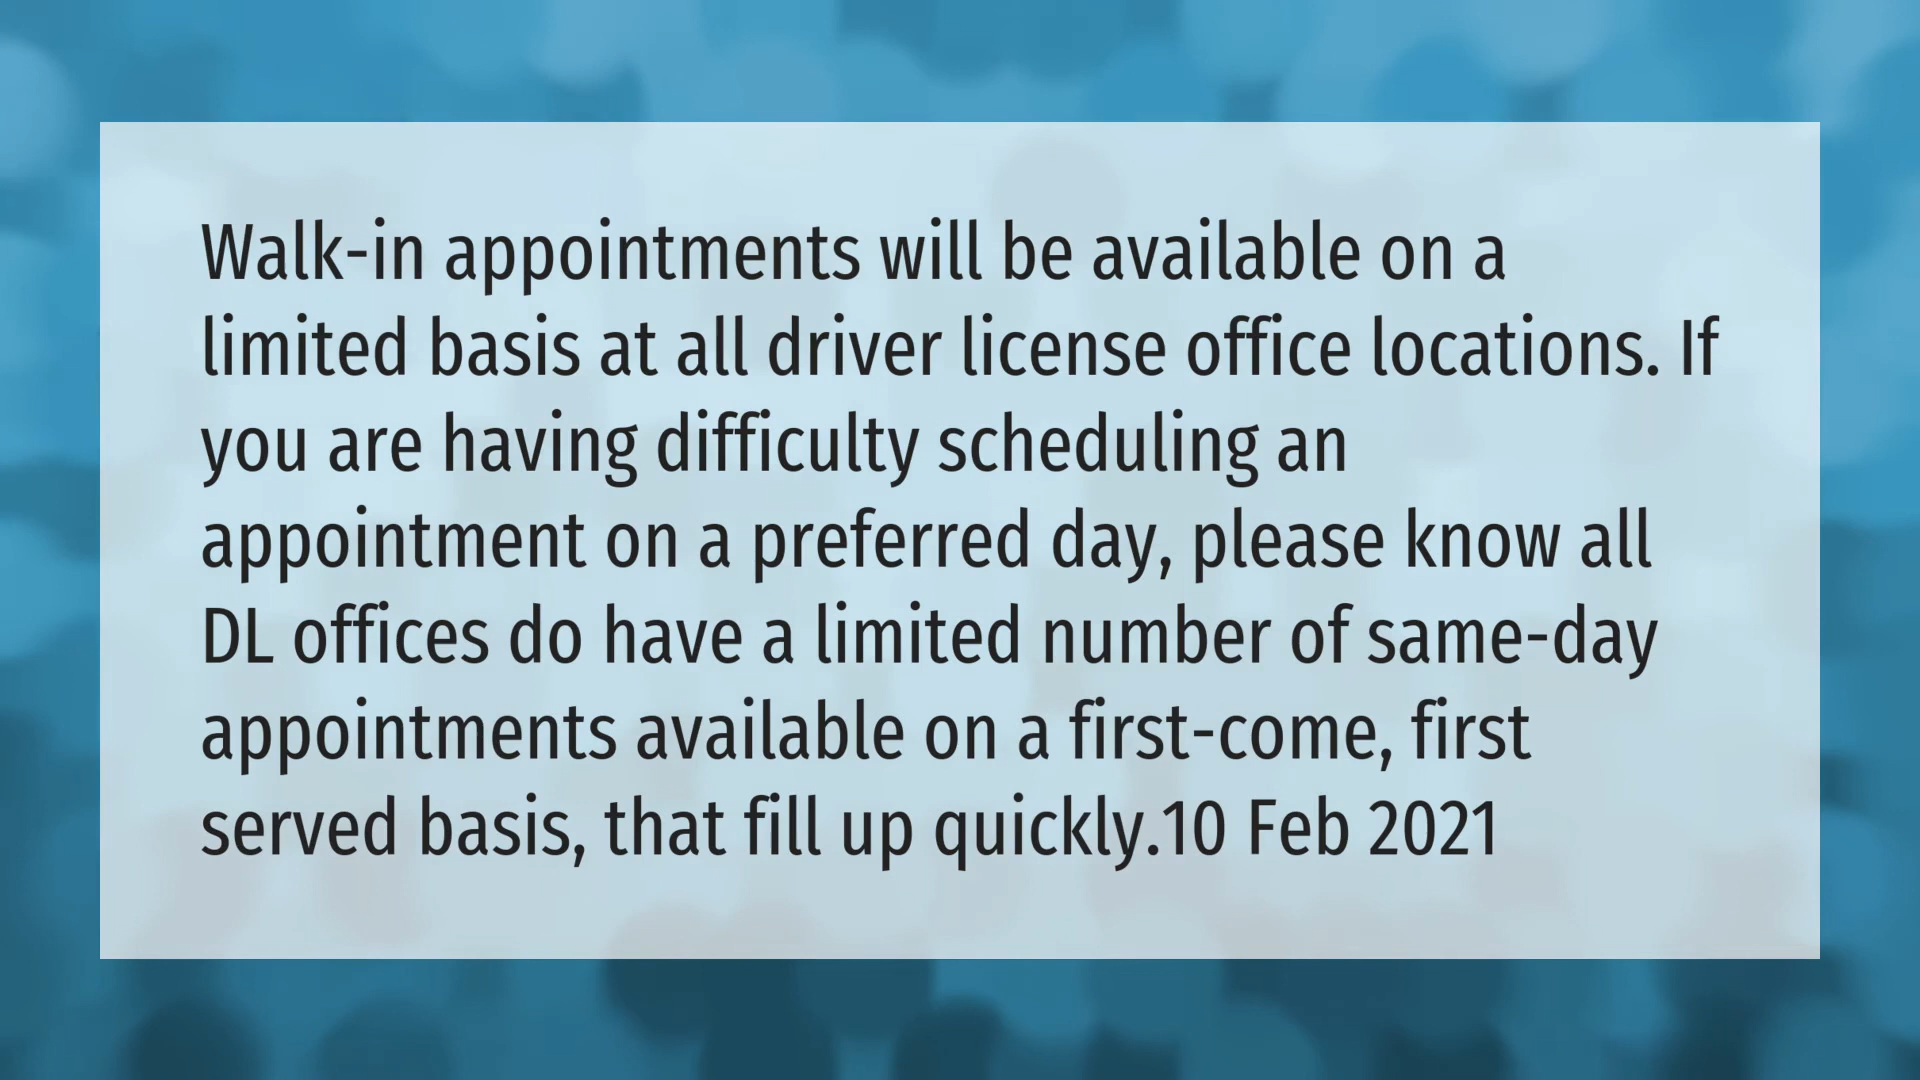 Walk-in appointments will be available on a
limited basis at all driver license office locations. If
you are having difficulty scheduling an
appointment on a preferred day, please know all
DL offices do have a limited number of same-day
appointments available on a first-come, first
served basis, that fill up quickly.10 Feb 2021